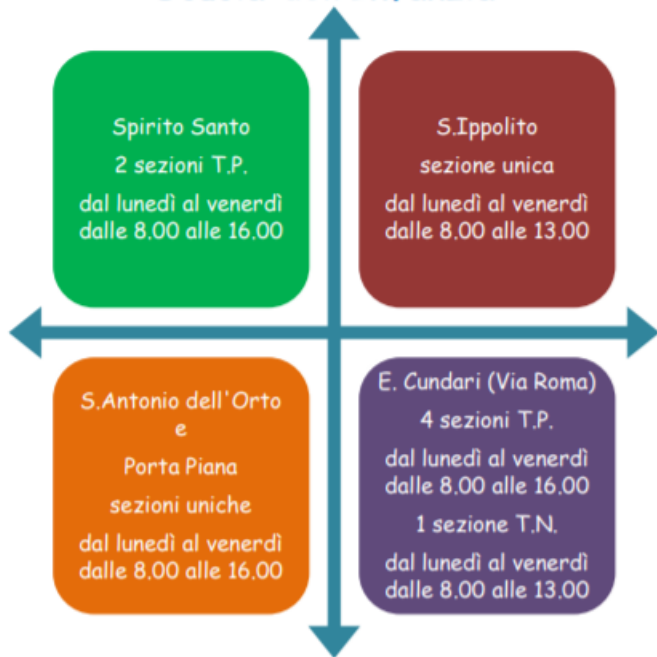 Spirito Santo
2 sezioni T.P.
dal lunedì al venerdì
dalle 8.00 alle 16.00
S.Ippolito
sezione unica
dal lunedì al venerdì
dalle 8.00 alle 13.00
S.Antonio dell'Orto
e
Porta Piana
sezioni uniche
dal lunedì al venerdì
dalle 8.00 alle 16.00
E. Cundari (Via Roma)
4 sezioni T.P.
dal lunedì al venerdì
dalle 8.00 alle 16.00
1 sezione T.N.
dal lunedì al venerdì
dalle 8.00 alle 13.00